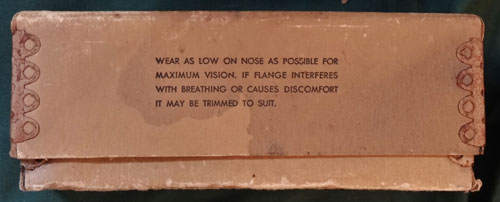 WEAR AS LOW ON NOSE AS POSSIBLE FOR
MAXIMUM VISION. IF FLANGE INTERFERES
WITH BREATHING OR CAUSES DISCOMFORT
IT MAY BE TRIMMED TO SUIT.